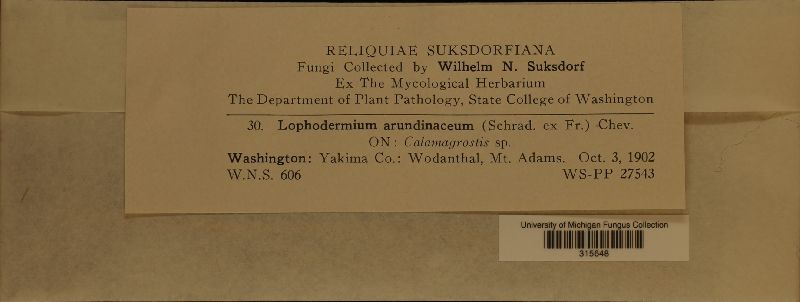 RELIQUIAE SUKSDORFIANA
Fungi Collected by Wilhelm N. Suksdorf
Ex The Mycological Herbarium
The Department of Plant Pathology, State College of Washington
30. Lophodermium arundinaceum (Schrad. ex Fr.) Chev.
ON: Calamagrostis sp.
Washington: Yakima Co.: Wodanthal, Mt. Adams. Oct. 3, 1902
W.N.S. 606 WS-PP 27543
University of Michigan Fungus Collection
315648